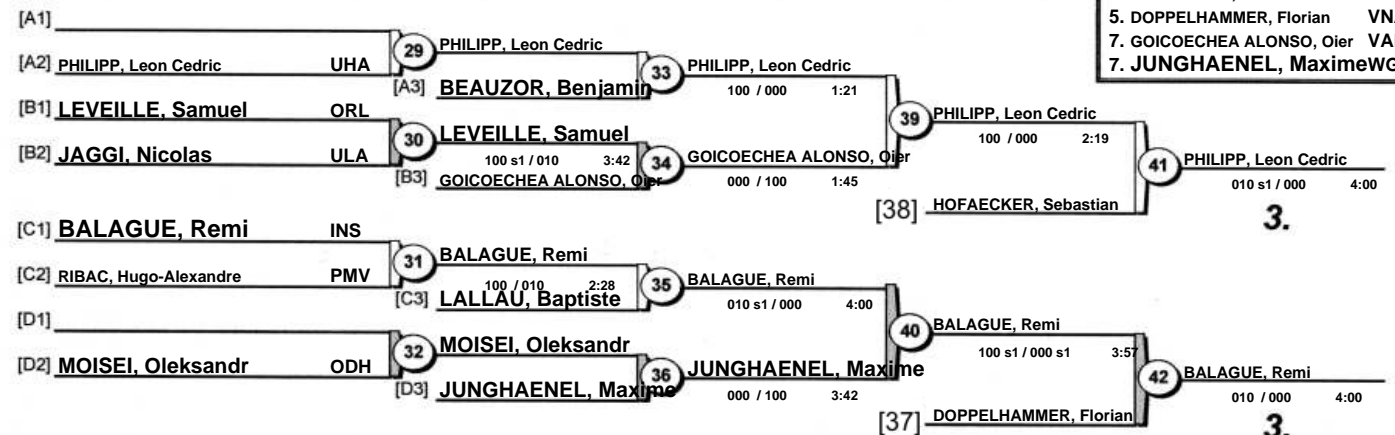 5. DOPPELHAMMER, Florian
7. GOICOECHEA ALONSO, Oier
7. JUNGHAENEL, Maxime
[A1]
29 PHILIPP, Leon Cedric
[A2] PHILIPP, Leon Cedric UHA
33 PHILIPP, Leon Cedric
[A3] BEAUZOR, Benjamin
100 / 000 1:21
[B1] LEVEILLE, Samuel ORL
39 PHILIPP, Leon Cedric
30 LEVEILLE, Samuel
100 / 000 2:19
[B2] JAGGI, Nicolas ULA
100 s1 / 010 3:42
34 GOICOECHEA ALONSO, Oier
41 PHILIPP, Leon Cedric
[B3] GOICOECHEA ALONSO, Oier
000 / 100 1:45
010 s1 / 000 4:00
[38] HOFAECKER, Sebastian
3.
[C1] BALAGUE, Remi INS
31 BALAGUE, Remi
[C2] RIBAC, Hugo-Alexandre PMV
100 / 010 2:28
35 BALAGUE, Remi
[C3] LALLAU, Baptiste
010 s1 / 000 4:00
[D1]
40 BALAGUE, Remi
32 MOISEI, Oleksandr
100 s1 / 000 s1 3:57
[D2] MOISEI, Oleksandr ODH
36 JUNGHAENEL, Maxime
42 BALAGUE, Remi
[D3] JUNGHAENEL, Maxime
000 / 100 3:42
010 / 000 4:00
[37] DOPPELHAMMER, Florian
3.